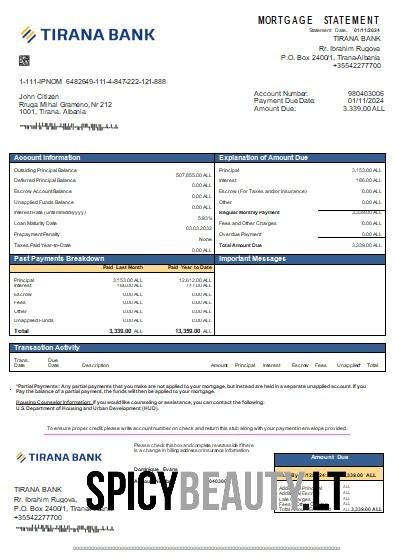 MORTGAGE STATEMENT
Statement Date: 01/11/2024
TIRANA BANK
TIRANA BANK
Rr. Ibrahim Rugova
P.O. Box 2400/1, Tirana-Albania
+35542277700
1-111-IPNOM 6482649-111-4-847-222-121-888
John Citizen
Rruga Mihal Grameno, Nr 212
1001, Tirana, Albania
Account Number: 980403006
Payment Due Date: 01/11/2024
Amount Due: 3.339.00 ALL
Account Information
Outstanding Principal Balance
507,655.00 ALL
Deferred Principal Balance
0.00 ALL
Escrow Account Balance
0.00 ALL
Unapplied Funds Balance
0.00 ALL
5.93%
Loan Maturity Date
03.03.2032
Prepayment Penalty
None
Taxes Paid Year-to-Date
0.00 ALL
Explanation of Amount Due
Principal 3,153.00 ALL
Interest 186.00 ALL
Escrow (For Taxes and/or Insurance) 0.00 ALL
Other 0.00 ALL
Regular Monthly Payment 3,339.00 ALL
Fees and Other Charges 0.00 ALL
Overdue Payment 0.00 ALL
Total Amount Due 3,339.00 ALL
Past Payments Breakdown
Paid Last Month Paid Year to Date
Principal 3,153.00 ALL 12,612.00 ALL
Interest 186.00 ALL ALL
Escrow 0.00 ALL 0.00 ALL
Fees 0.00 ALL 0.00 ALL
Other 0.00 ALL 0.00 ALL
Unapplied Funds 0.00 ALL 0.00 ALL
Total 3,339.00 ALL 13,359.00 ALL
Important Messages
Transaction Activity
Trans. Date Due Date Description Amount Principal Interest Escrow Fees Unapplied* Total
*Partial Payments: Any partial payments that you make are not applied to your mortgage, but instead are held in a separate unapplied account. If you
Pay the balance of a partial payment, the funds will then be applied to your mortgage.
Housing Counselor Information: If you would like counseling or assistance, you can contact the following:
U.S. Department of Housing and Urban Development (HUD).
To ensure proper credit please write account number on check and return this stub along with your payment in envelope provided.
TIRANA BANK
Please check this box and complete reverse side if there
is a change in billing address or insurance information.
Amount Due
Dominique Evans
TIRANA BANK
Rr. Ibrahim Rugova,
P.O. Box 2400/1, Tirana-Albania
+35542277700
3,339.00 ALL
SPICYBEAUTY.LT